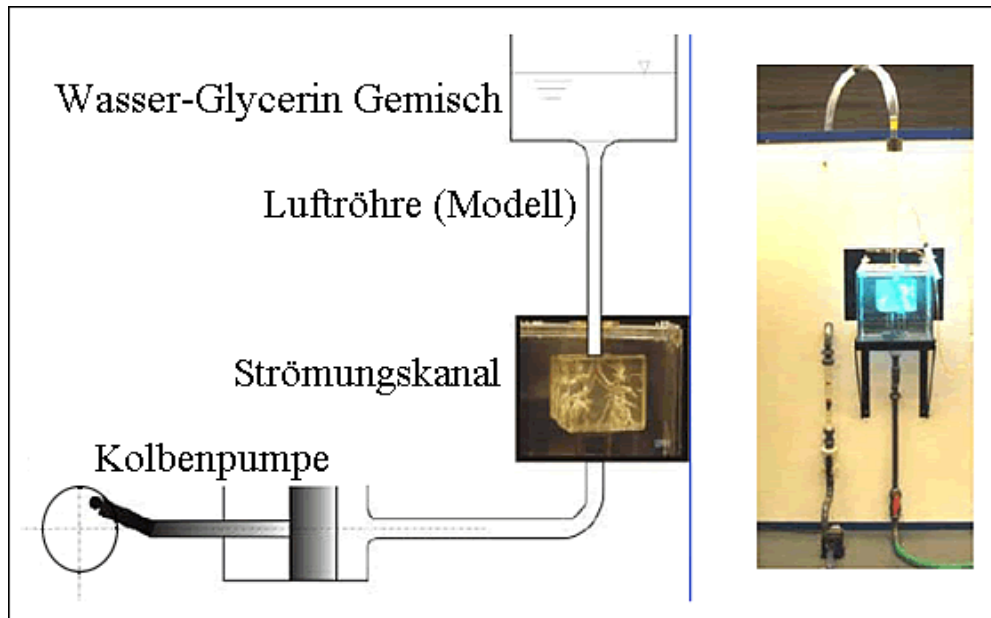 Wasser-Glycerin Gemisch
Luftröhre (Modell)
Strömungskanal
Kolbenpumpe